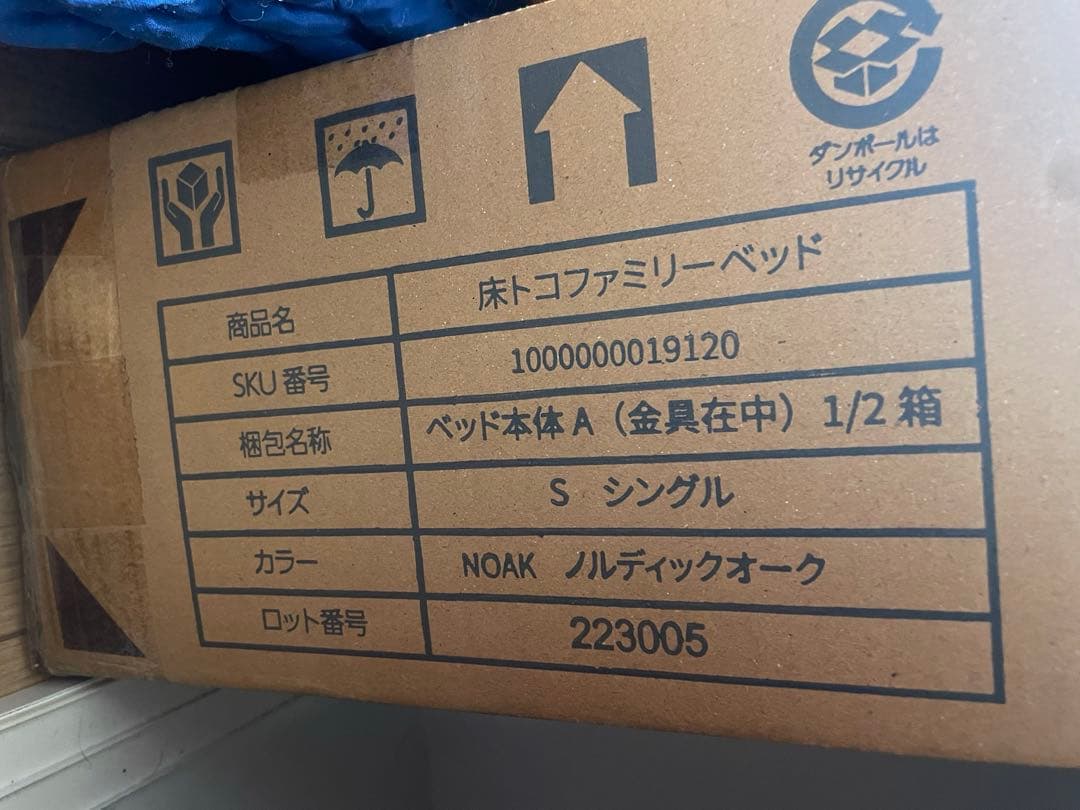 ダンボールは
リサイクル
商品名 床トコファミリーベッド
SKU番号 1000000019120
梱包名称 ベッド本体A（金具在中） 1/2箱
サイズ S シングル
カラー NOAK ノルディックオーク
ロット番号 223005